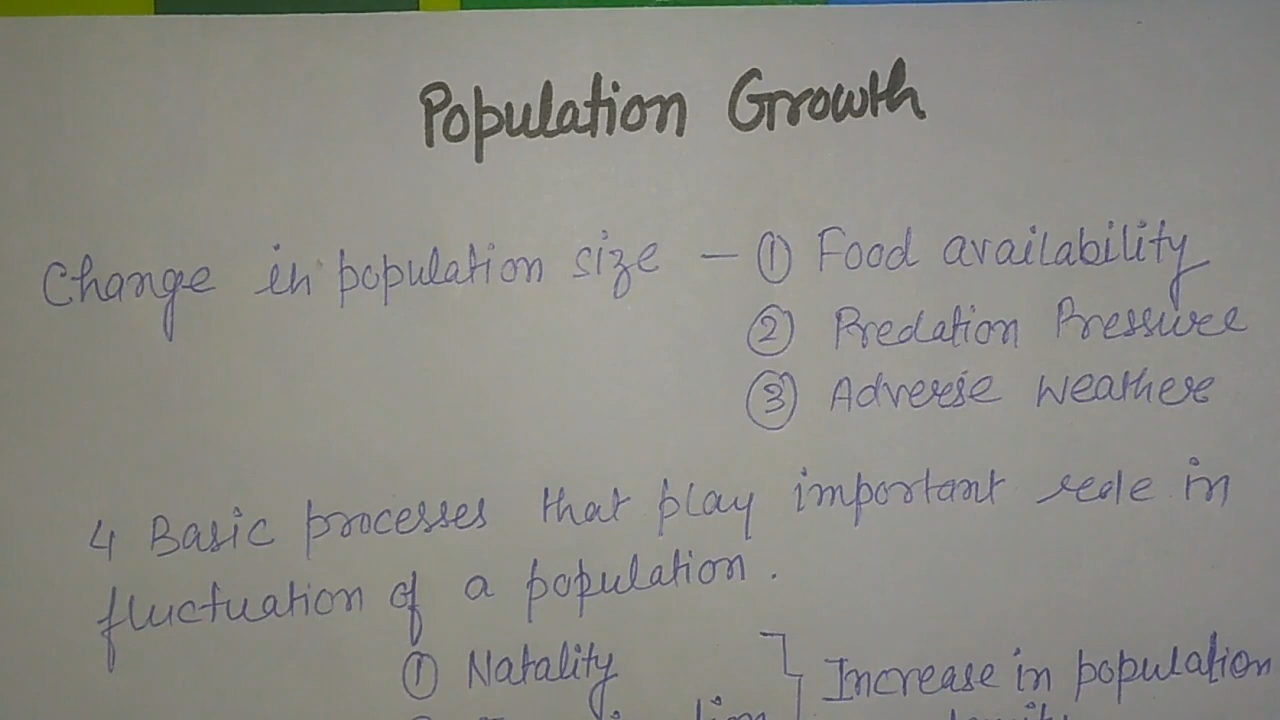 Population Growth
Change in population size - ① Food availability
② Predation Pressure
③ Adverse Weather
4 Basic processes that play important role in
fluctuation of a population.
① Natality ] Increase in population